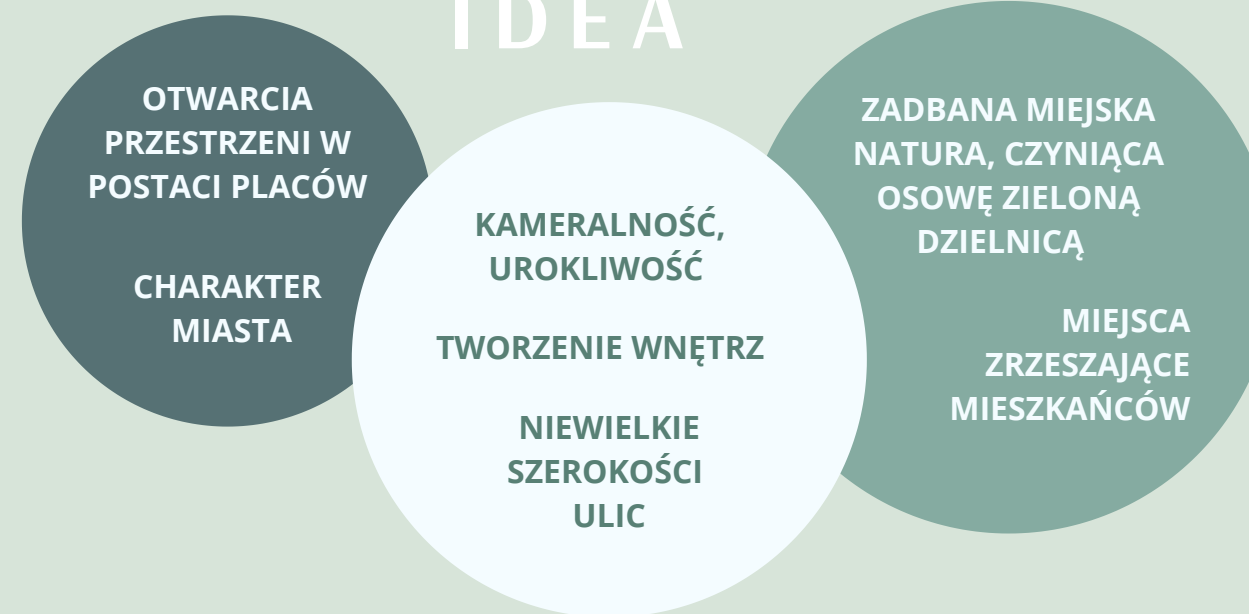 IDEA
OTWARCIA
PRZESTRZENI W
POSTACI PLACÓW
CHARAKTER
MIASTA
KAMERALNOŚĆ,
UROKLIWOŚĆ
TWORZENIE WNĘTRZ
NIEWIELKIE
SZEROKOŚCI
ULIC
ZADBANA MIEJSKA
NATURA, CZYNIĄCA
OSOWĘ ZIELONĄ
DZIELNICĄ
MIEJSCA
ZRZESZAJĄCE
MIESZKAŃCÓW